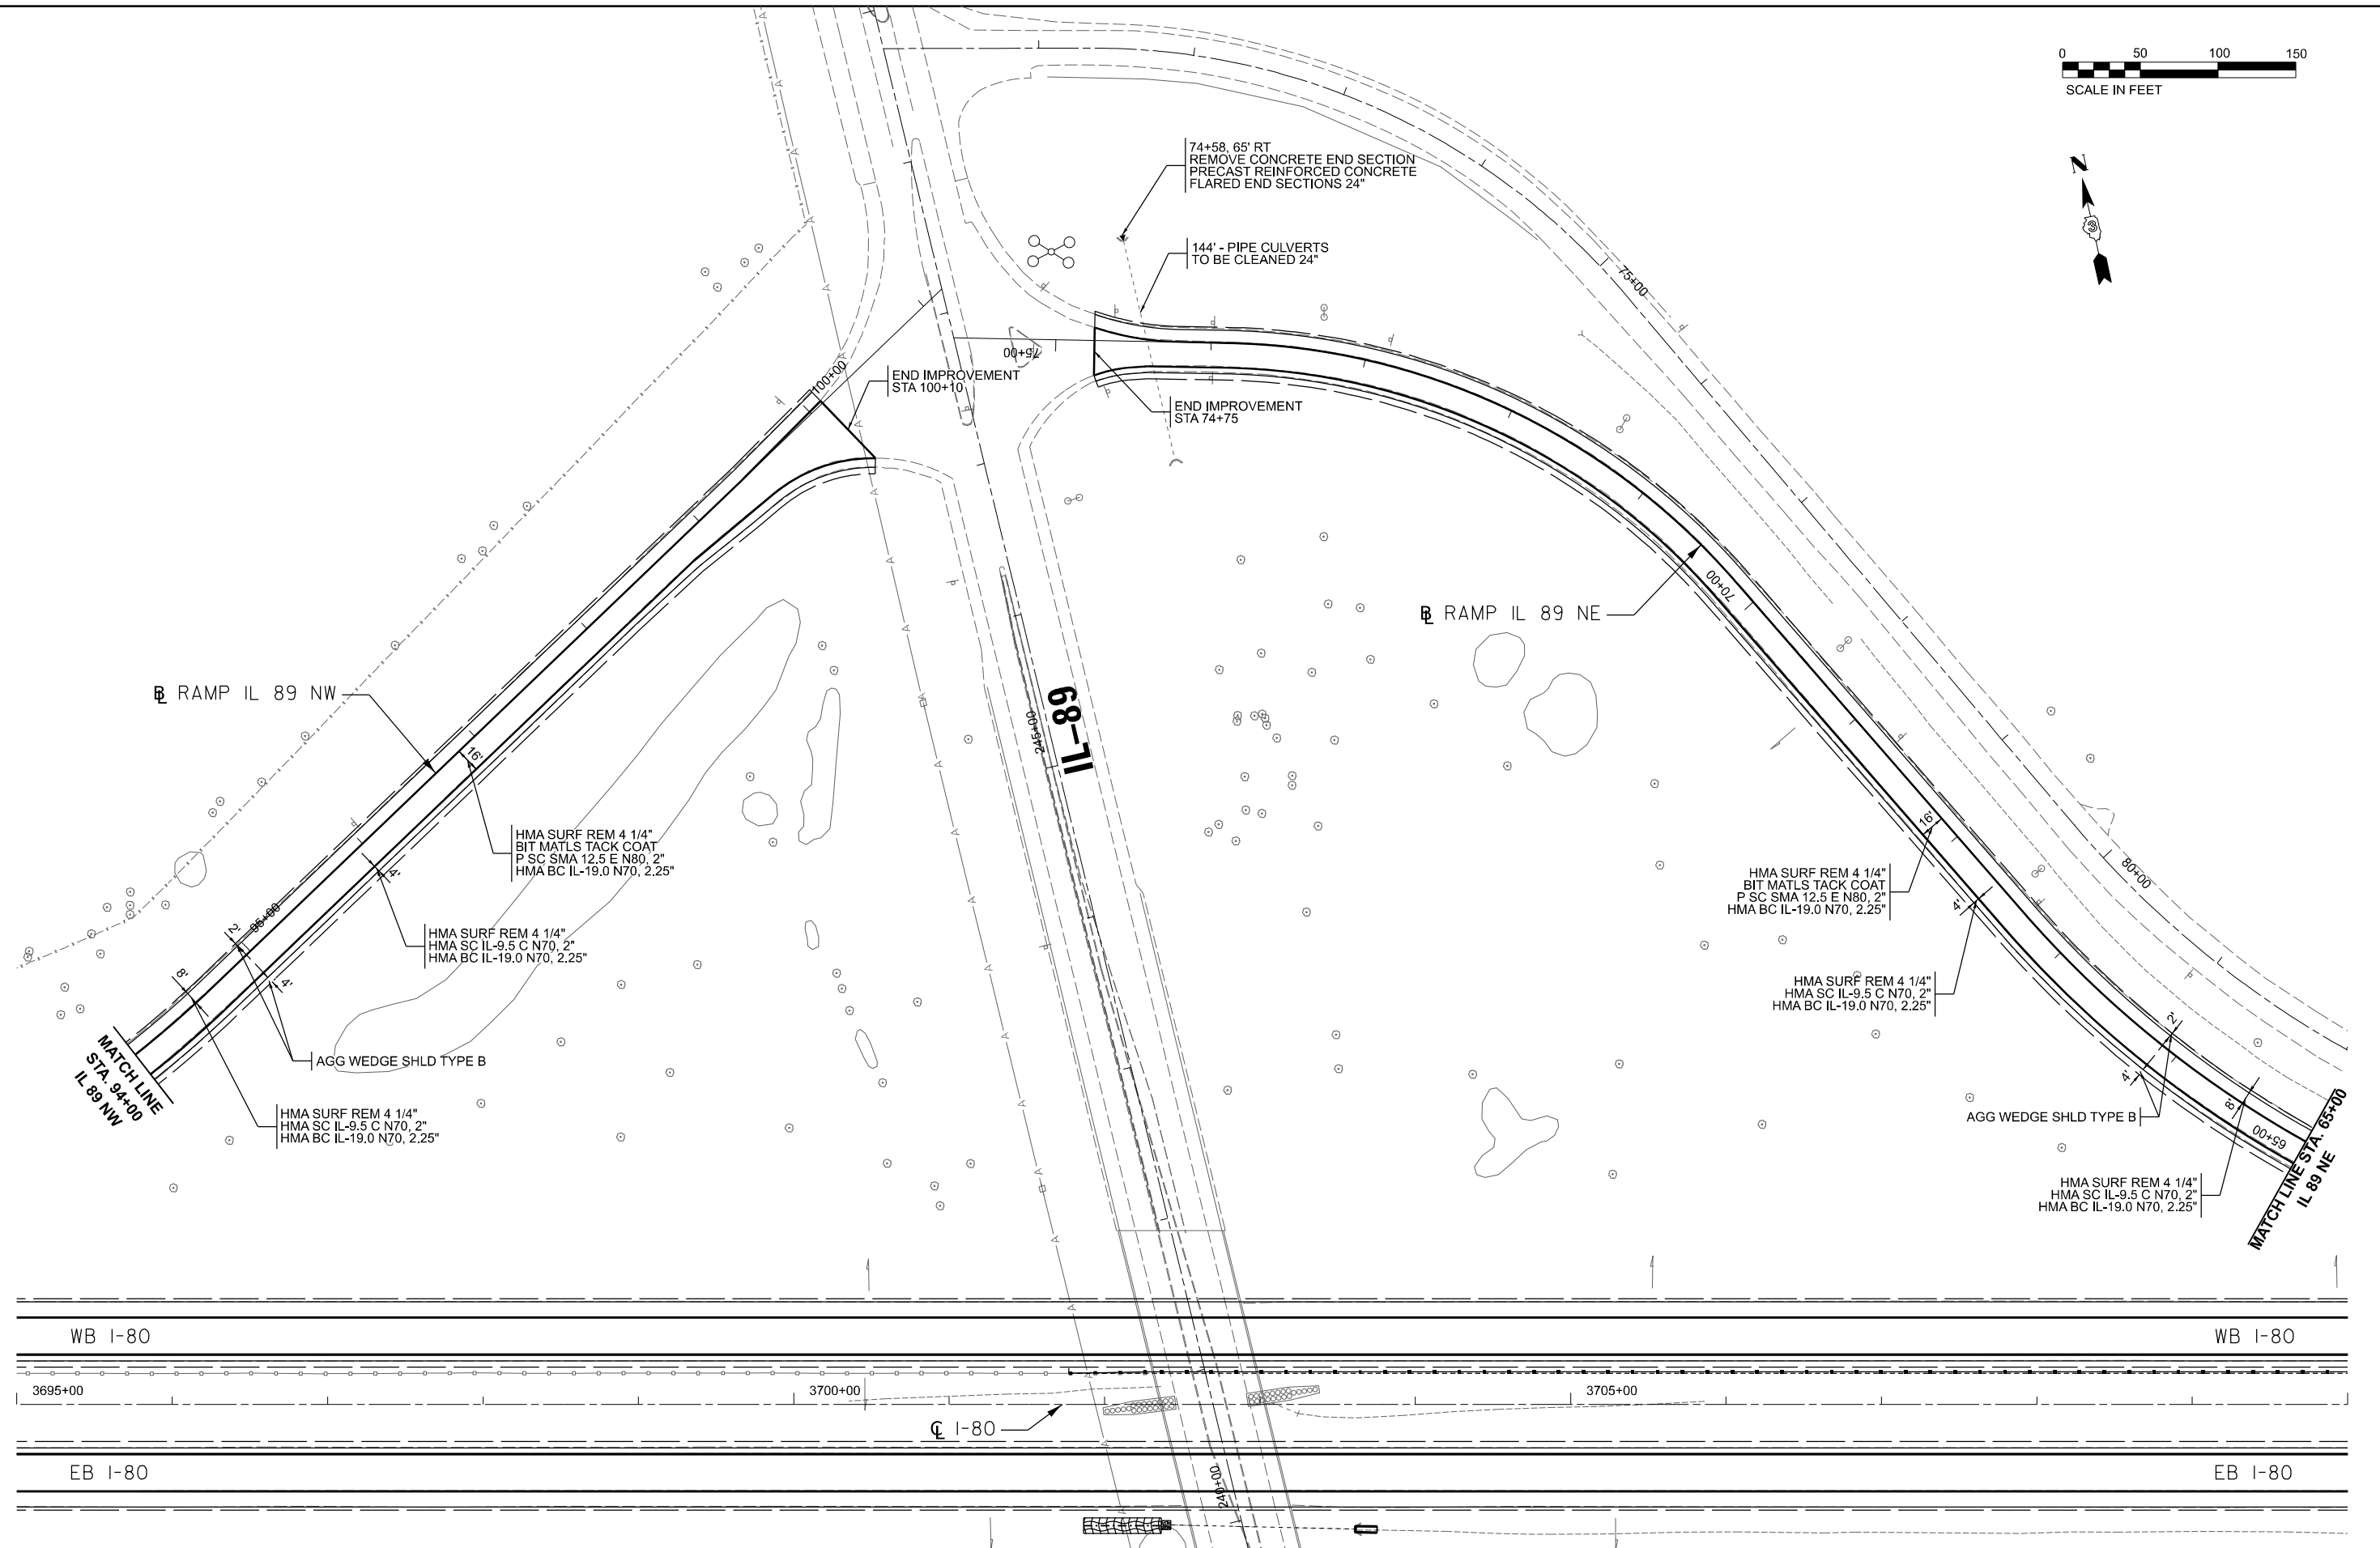 0 50 100 150
SCALE IN FEET
N
74+58, 65' RT
REMOVE CONCRETE END SECTION
PRECAST REINFORCED CONCRETE
FLARED END SECTIONS 24"
144' - PIPE CULVERTS
TO BE CLEANED 24"
75+00
75+00
100+00
END IMPROVEMENT
STA 100+10
END IMPROVEMENT
STA 74+75
70+00
℄ RAMP IL 89 NE
℄ RAMP IL 89 NW
IL-89
245+00
16'
HMA SURF REM 4 1/4"
BIT MATLS TACK COAT
P SC SMA 12.5 E N80, 2"
HMA BC IL-19.0 N70, 2.25"
4'
HMA SURF REM 4 1/4"
HMA SC IL-9.5 C N70, 2"
HMA BC IL-19.0 N70, 2.25"
95+00
2'
4'
8'
AGG WEDGE SHLD TYPE B
MATCH LINE
STA. 94+00
IL 89 NW
HMA SURF REM 4 1/4"
HMA SC IL-9.5 C N70, 2"
HMA BC IL-19.0 N70, 2.25"
16'
80+00
HMA SURF REM 4 1/4"
BIT MATLS TACK COAT
P SC SMA 12.5 E N80, 2"
HMA BC IL-19.0 N70, 2.25"
4'
HMA SURF REM 4 1/4"
HMA SC IL-9.5 C N70, 2"
HMA BC IL-19.0 N70, 2.25"
2'
4'
8'
AGG WEDGE SHLD TYPE B
65+00
MATCH LINE STA. 65+00
IL 89 NE
HMA SURF REM 4 1/4"
HMA SC IL-9.5 C N70, 2"
HMA BC IL-19.0 N70, 2.25"
WB I-80 WB I-80
3695+00 3700+00 3705+00
℄ I-80
EB I-80 EB I-80
240+00